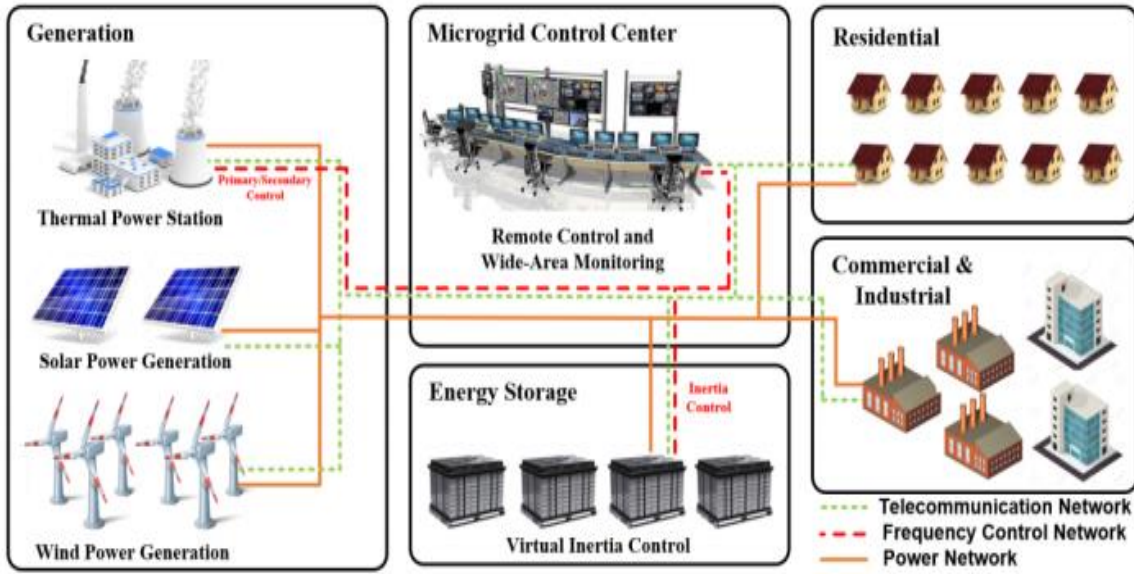 Generation
Primary/Secondary
Control
Thermal Power Station
Solar Power Generation
Wind Power Generation
Microgrid Control Center
Remote Control and
Wide-Area Monitoring
Energy Storage
Inertia
Control
Virtual Inertia Control
Residential
Commercial &
Industrial
Telecommunication Network
Frequency Control Network
Power Network